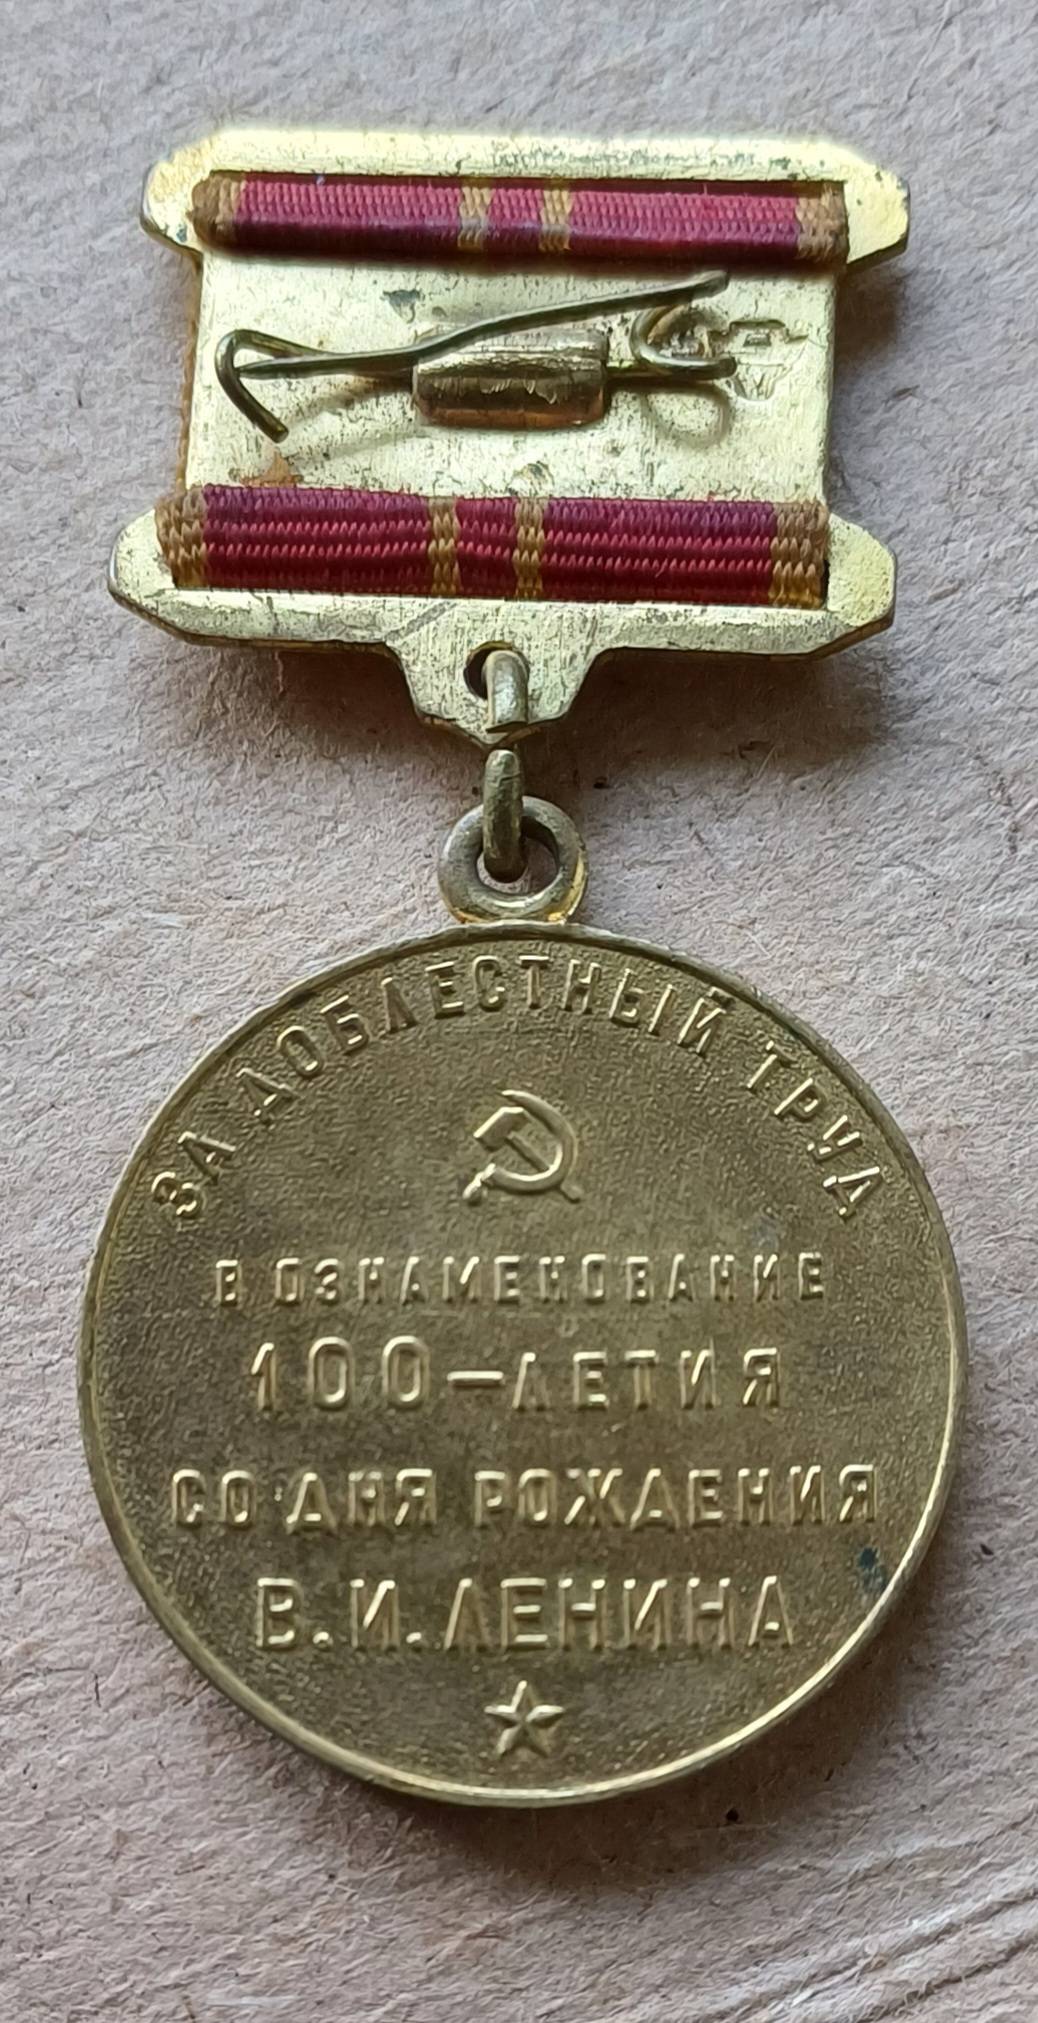 ЗА ДОБЛЕСТНЫЙ ТРУД
В ОЗНАМЕНОВАНИЕ
100-ЛЕТИЯ
СО ДНЯ РОЖДЕНИЯ
В.И. ЛЕНИНА